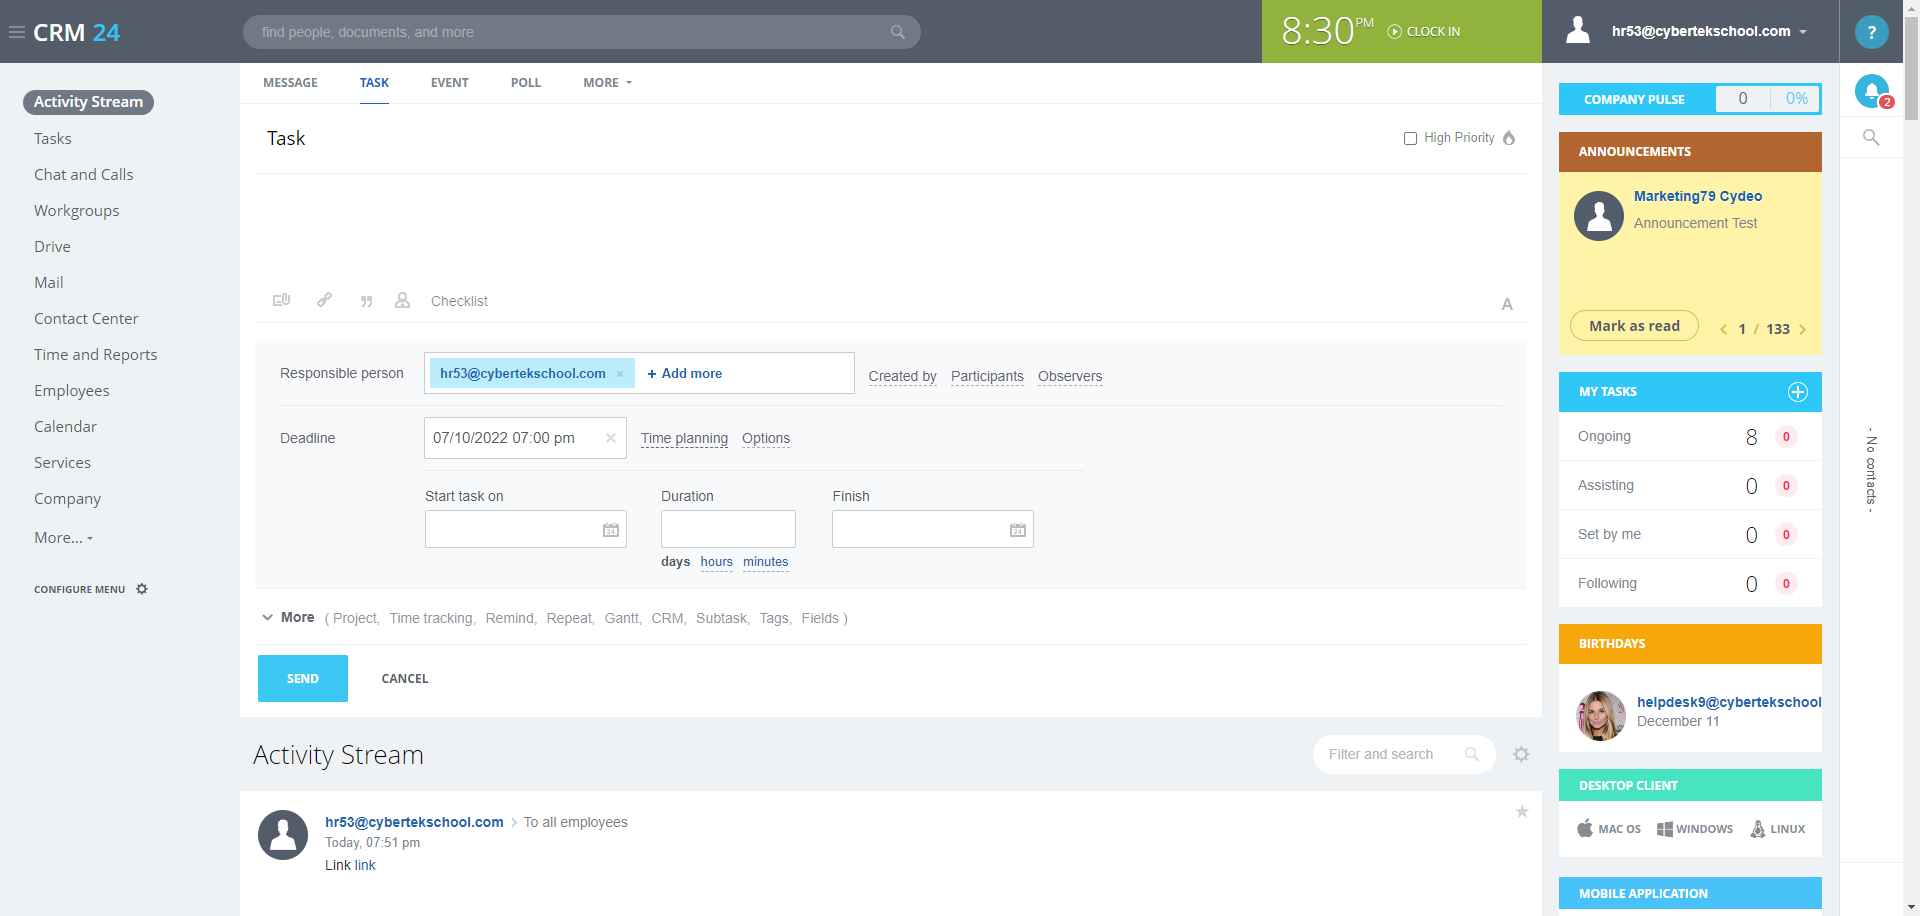 CRM 24
find people, documents, and more
8:30 PM
CLOCK IN
hr53@cybertekschool.com
?
2
Activity Stream
Tasks
Chat and Calls
Workgroups
Drive
Mail
Contact Center
Time and Reports
Employees
Calendar
Services
Company
More...
CONFIGURE MENU
MESSAGE TASK EVENT POLL MORE
Task
High Priority
Checklist
A
Responsible person
hr53@cybertekschool.com ×
+ Add more
Created by Participants Observers
Deadline
07/10/2022 07:00 pm
Time planning Options
Start task on Duration Finish
24
24
days hours minutes
More ( Project, Time tracking, Remind, Repeat, Gantt, CRM, Subtask, Tags, Fields )
SEND CANCEL
Activity Stream
Filter and search
hr53@cybertekschool.com > To all employees
Today, 07:51 pm
Link link
COMPANY PULSE 0 0%
ANNOUNCEMENTS
Marketing79 Cydeo
Announcement Test
Mark as read
< 1 / 133 >
MY TASKS
Ongoing 8 0
Assisting 0 0
Set by me 0 0
Following 0 0
BIRTHDAYS
helpdesk9@cybertekschool
December 11
DESKTOP CLIENT
MAC OS WINDOWS LINUX
MOBILE APPLICATION
- No contacts -